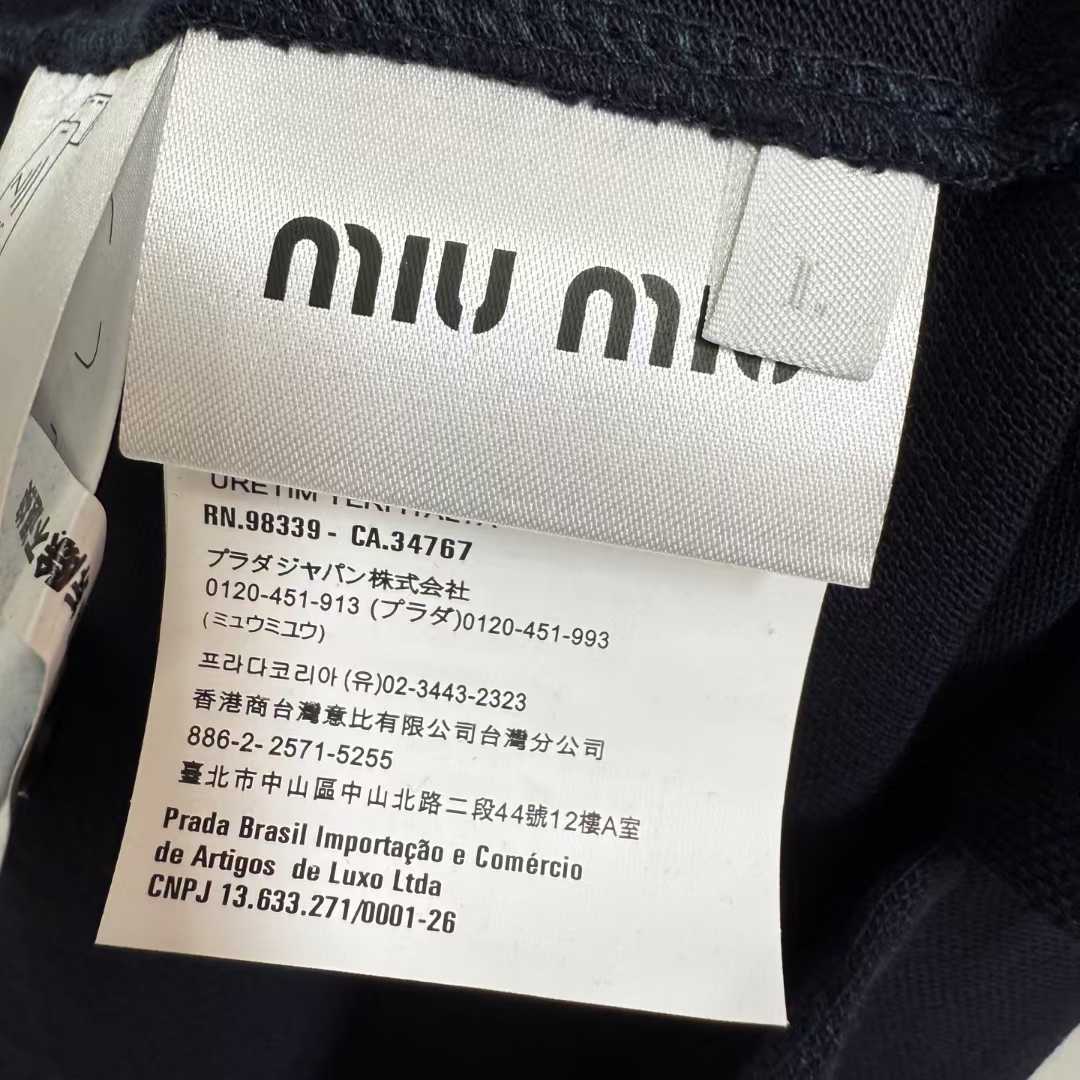 miu miu
L
RN.98339 - CA.34767
プラダジャパン株式会社
0120-451-913 (プラダ)0120-451-993
(ミュウミュウ)
프라다코리아(유)02-3443-2323
香港商台灣意比有限公司台灣分公司
886-2-2571-5255
臺北市中山區中山北路二段44號12樓A室
Prada Brasil Importação e Comércio
de Artigos de Luxo Ltda
CNPJ 13.633.271/0001-26